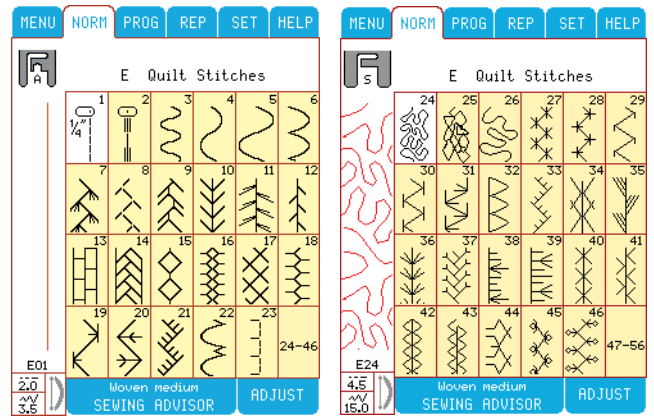 MENU NORM PROG REP SET HELP
A
E Quilt Stitches
1 2 3 4 5 6
1/4"
7 8 9 10 11 12
13 14 15 16 17 18
19 20 21 22 23
24-46
E01
2.0
3.5
Woven medium
SEWING ADVISOR
ADJUST
MENU NORM PROG REP SET HELP
S
E Quilt Stitches
24 25 26 27 28 29
30 31 32 33 34 35
36 37 38 39 40 41
42 43 44 45 46
47-56
E24
4.5
15.0
Woven medium
SEWING ADVISOR
ADJUST